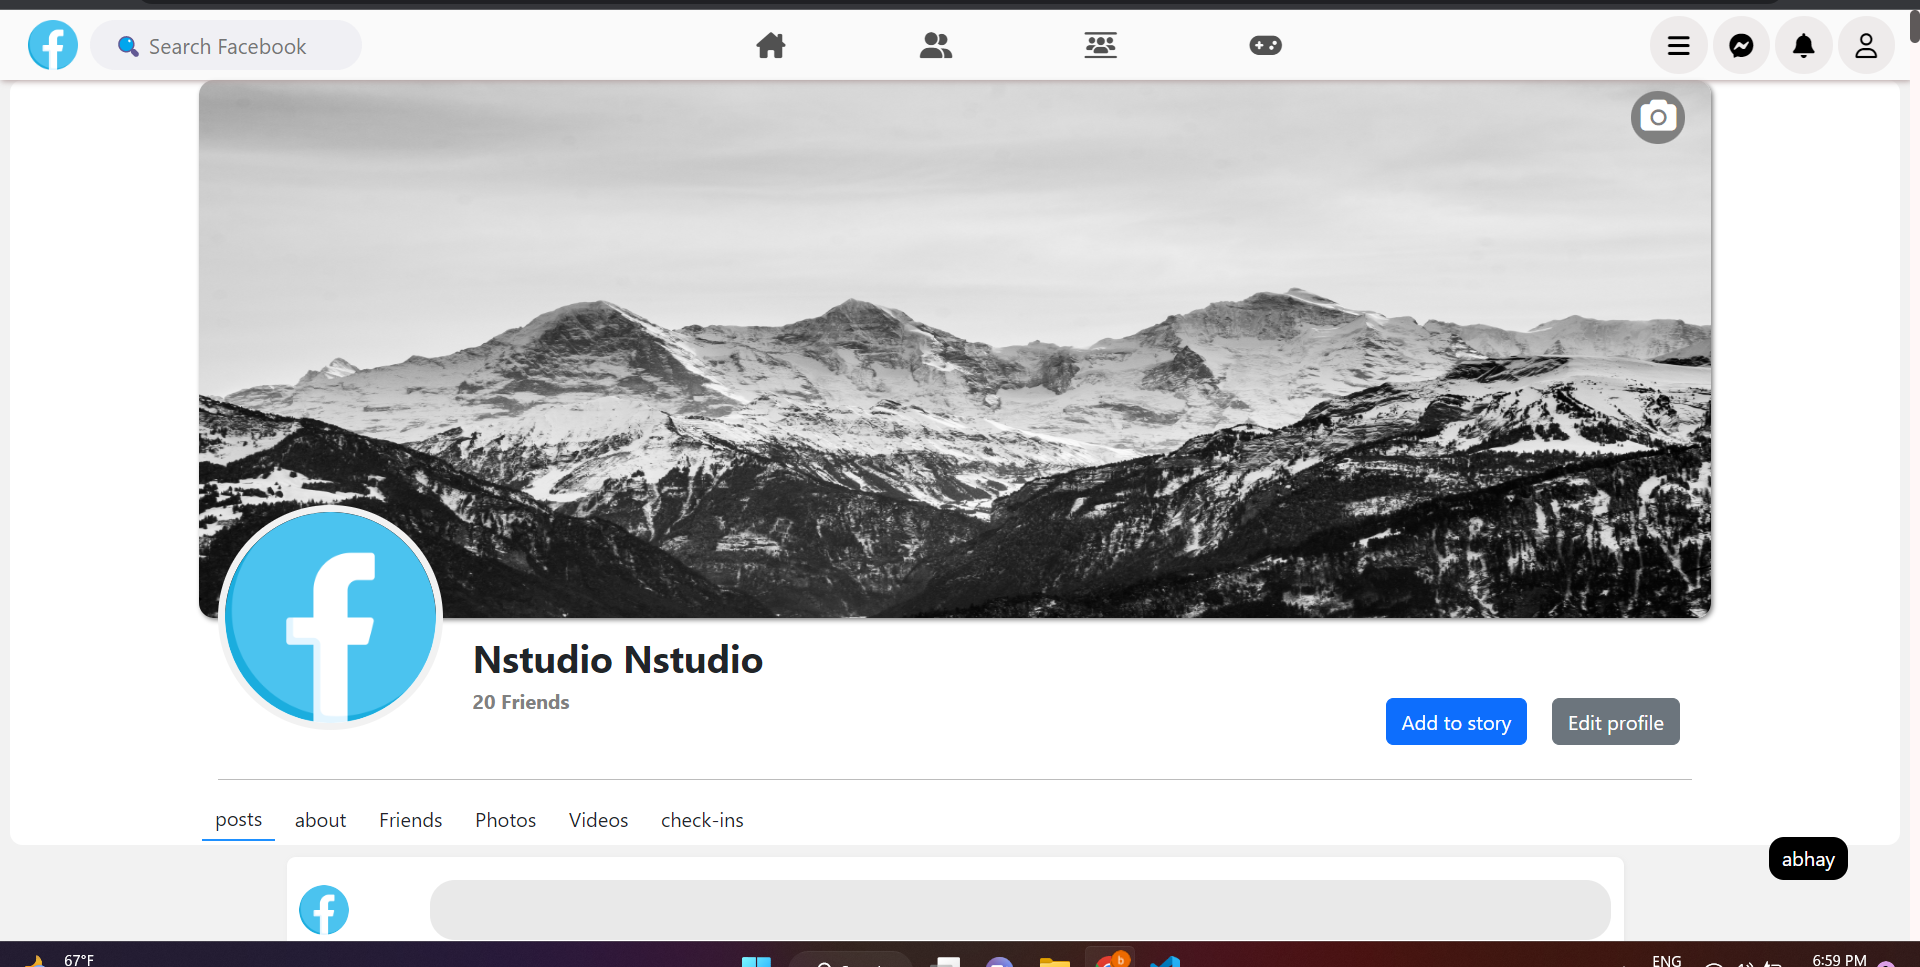 Search Facebook
Nstudio Nstudio
20 Friends
Add to story
Edit profile
posts
about
Friends
Photos
Videos
check-ins
abhay
67°F
ENG
6:59 PM